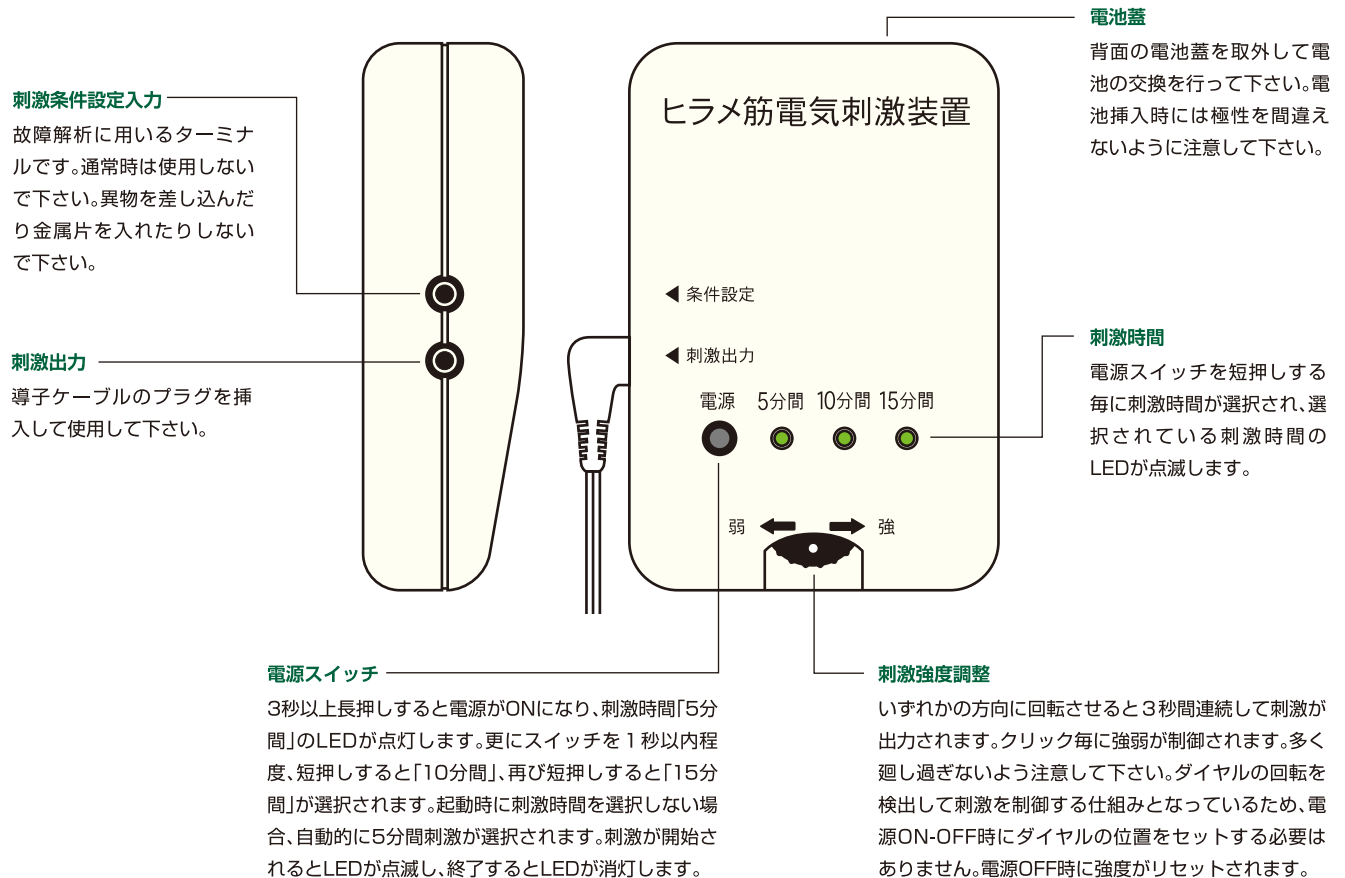 電池蓋
背面の電池蓋を取外して電
池の交換を行って下さい。電
池挿入時には極性を間違え
ないように注意して下さい。
刺激条件設定入力
故障解析に用いるターミナ
ルです。通常時は使用しない
で下さい。異物を差し込んだ
り金属片を入れたりしない
で下さい。
刺激出力
導子ケーブルのプラグを挿
入して使用して下さい。
ヒラメ筋電気刺激装置
◀ 条件設定
◀ 刺激出力
電源 5分間 10分間 15分間
弱 強
刺激時間
電源スイッチを短押しする
毎に刺激時間が選択され、選
択されている刺激時間の
LEDが点滅します。
電源スイッチ
3秒以上長押しすると電源がONになり、刺激時間「5分
間」のLEDが点灯します。更にスイッチを1秒以内程
度、短押しすると「10分間」、再び短押しすると「15分
間」が選択されます。起動時に刺激時間を選択しない場
合、自動的に5分間刺激が選択されます。刺激が開始さ
れるとLEDが点滅し、終了するとLEDが消灯します。
刺激強度調整
いずれかの方向に回転させると3秒間連続して刺激が
出力されます。クリック毎に強弱が制御されます。多く
廻し過ぎないよう注意して下さい。ダイヤルの回転を
検出して刺激を制御する仕組みとなっているため、電
源ON-OFF時にダイヤルの位置をセットする必要は
ありません。電源OFF時に強度がリセットされます。